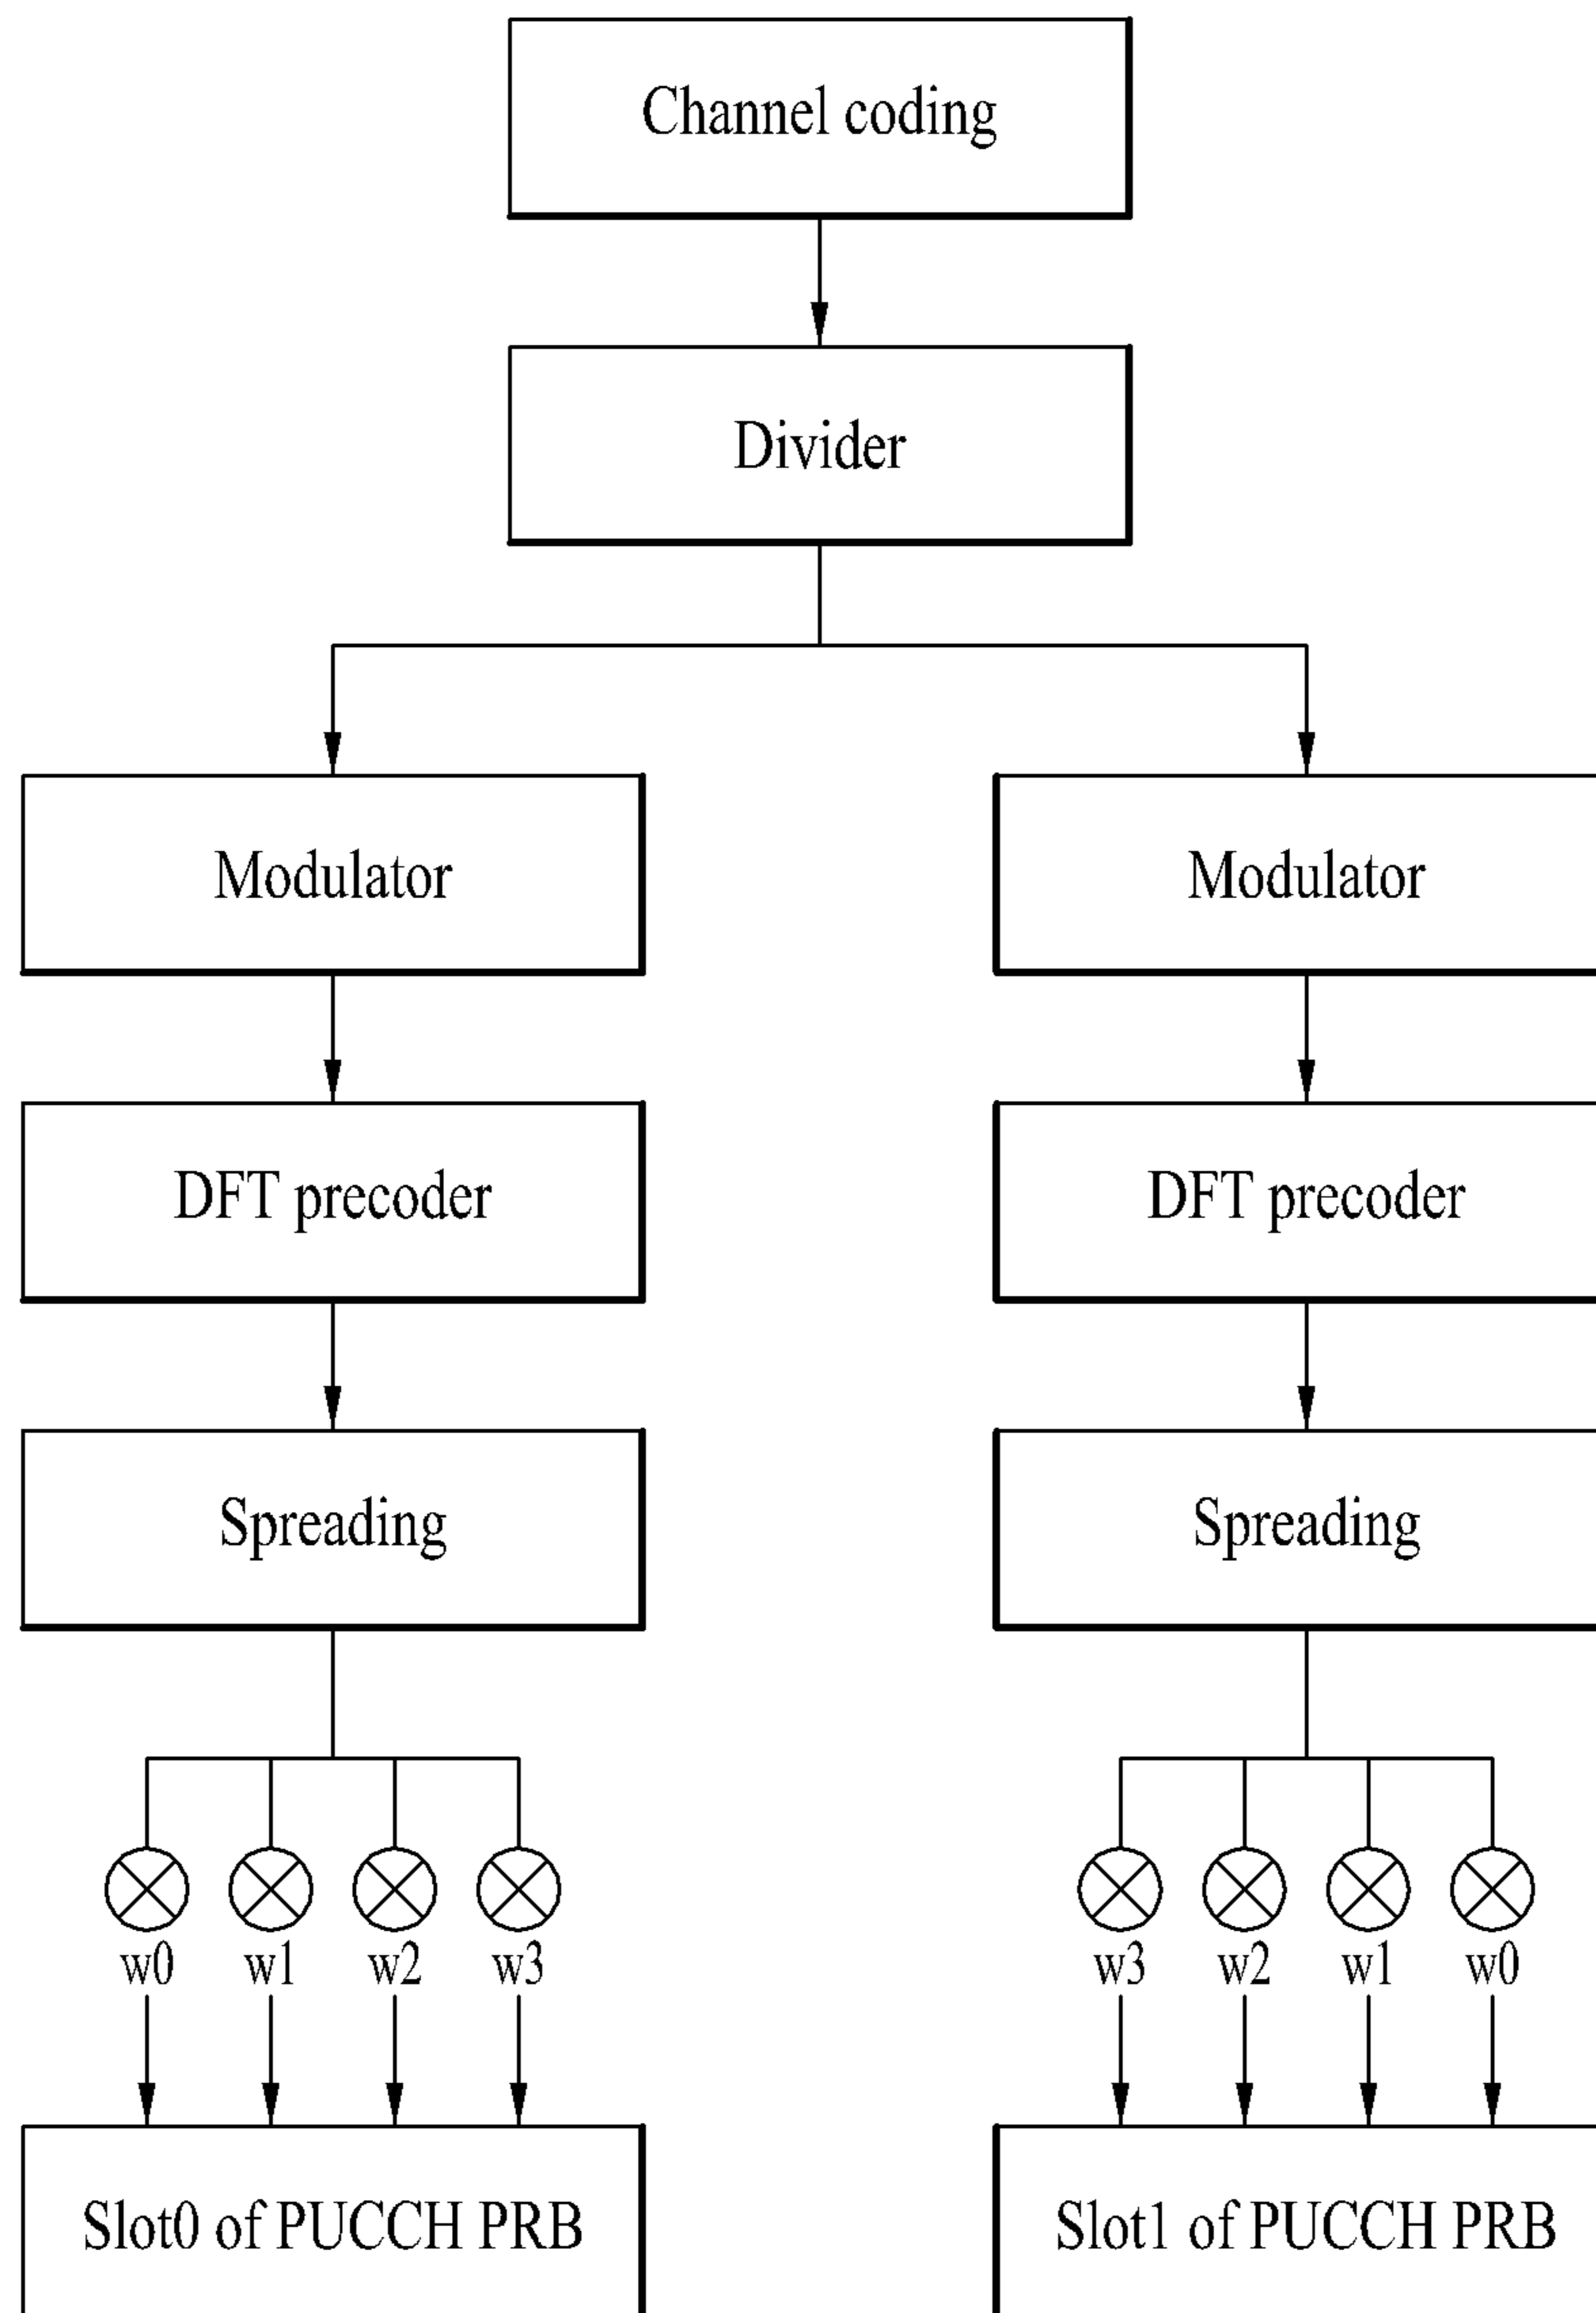 Channel coding
Divider
Modulator Modulator
DFT precoder DFT precoder
Spreading Spreading
w0 w1 w2 w3 w3 w2 w1 w0
Slot0 of PUCCH PRB Slot1 of PUCCH PRB